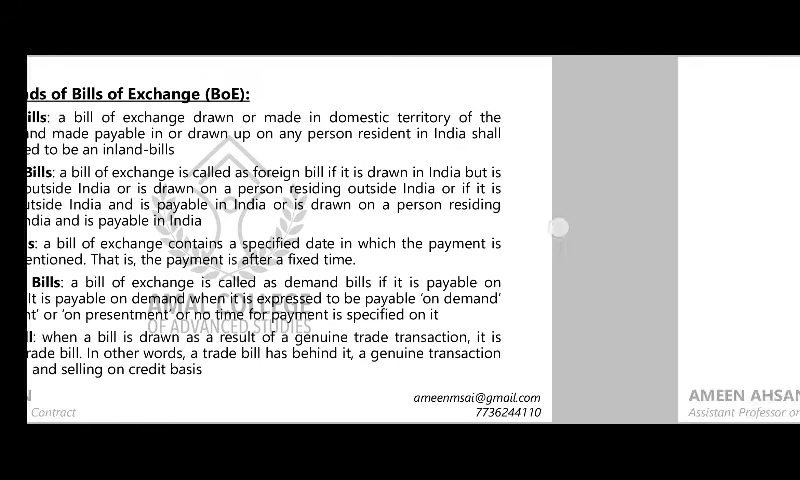 ds of Bills of Exchange (BoE):
ills: a bill of exchange drawn or made in domestic territory of the
nd made payable in or drawn up on any person resident in India shall
ed to be an inland-bills
Bills: a bill of exchange is called as foreign bill if it is drawn in India but is
outside India or is drawn on a person residing outside India or if it is
utside India and is payable in India or is drawn on a person residing
ndia and is payable in India
s: a bill of exchange contains a specified date in which the payment is
entioned. That is, the payment is after a fixed time.
Bills: a bill of exchange is called as demand bills if it is payable on
It is payable on demand when it is expressed to be payable ‘on demand’
nt’ or ‘on presentment’ or no time for payment is specified on it
AMAL COLLEGE
OF ADVANCED STUDIES
ll: when a bill is drawn as a result of a genuine trade transaction, it is
rade bill. In other words, a trade bill has behind it, a genuine transaction
and selling on credit basis
N
Contract
ameenmsai@gmail.com
7736244110
AMEEN AHSAN
Assistant Professor on